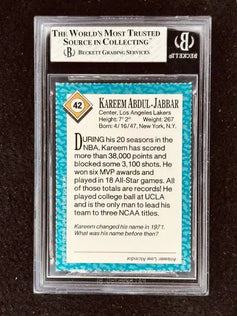 THE WORLD'S MOST TRUSTED
SOURCE IN COLLECTING™
BECKETT GRADING SERVICES
42
KAREEM ABDUL-JABBAR
Center, Los Angeles Lakers
Height: 7' 2" Weight: 267
Born: 4/16/47, New York, N.Y.
DURING his 20 seasons in the
NBA, Kareem has scored more
than 38,000 points and
blocked some 3,100 shots. He
won six MVP awards and
played in 18 All-Star games. All
of those totals are records! He
played college ball at UCLA
and is the only man to lead his
team to three NCAA titles.
Kareem changed his name in 1971.
What was his name before then?
Answer: Lew Alcindor